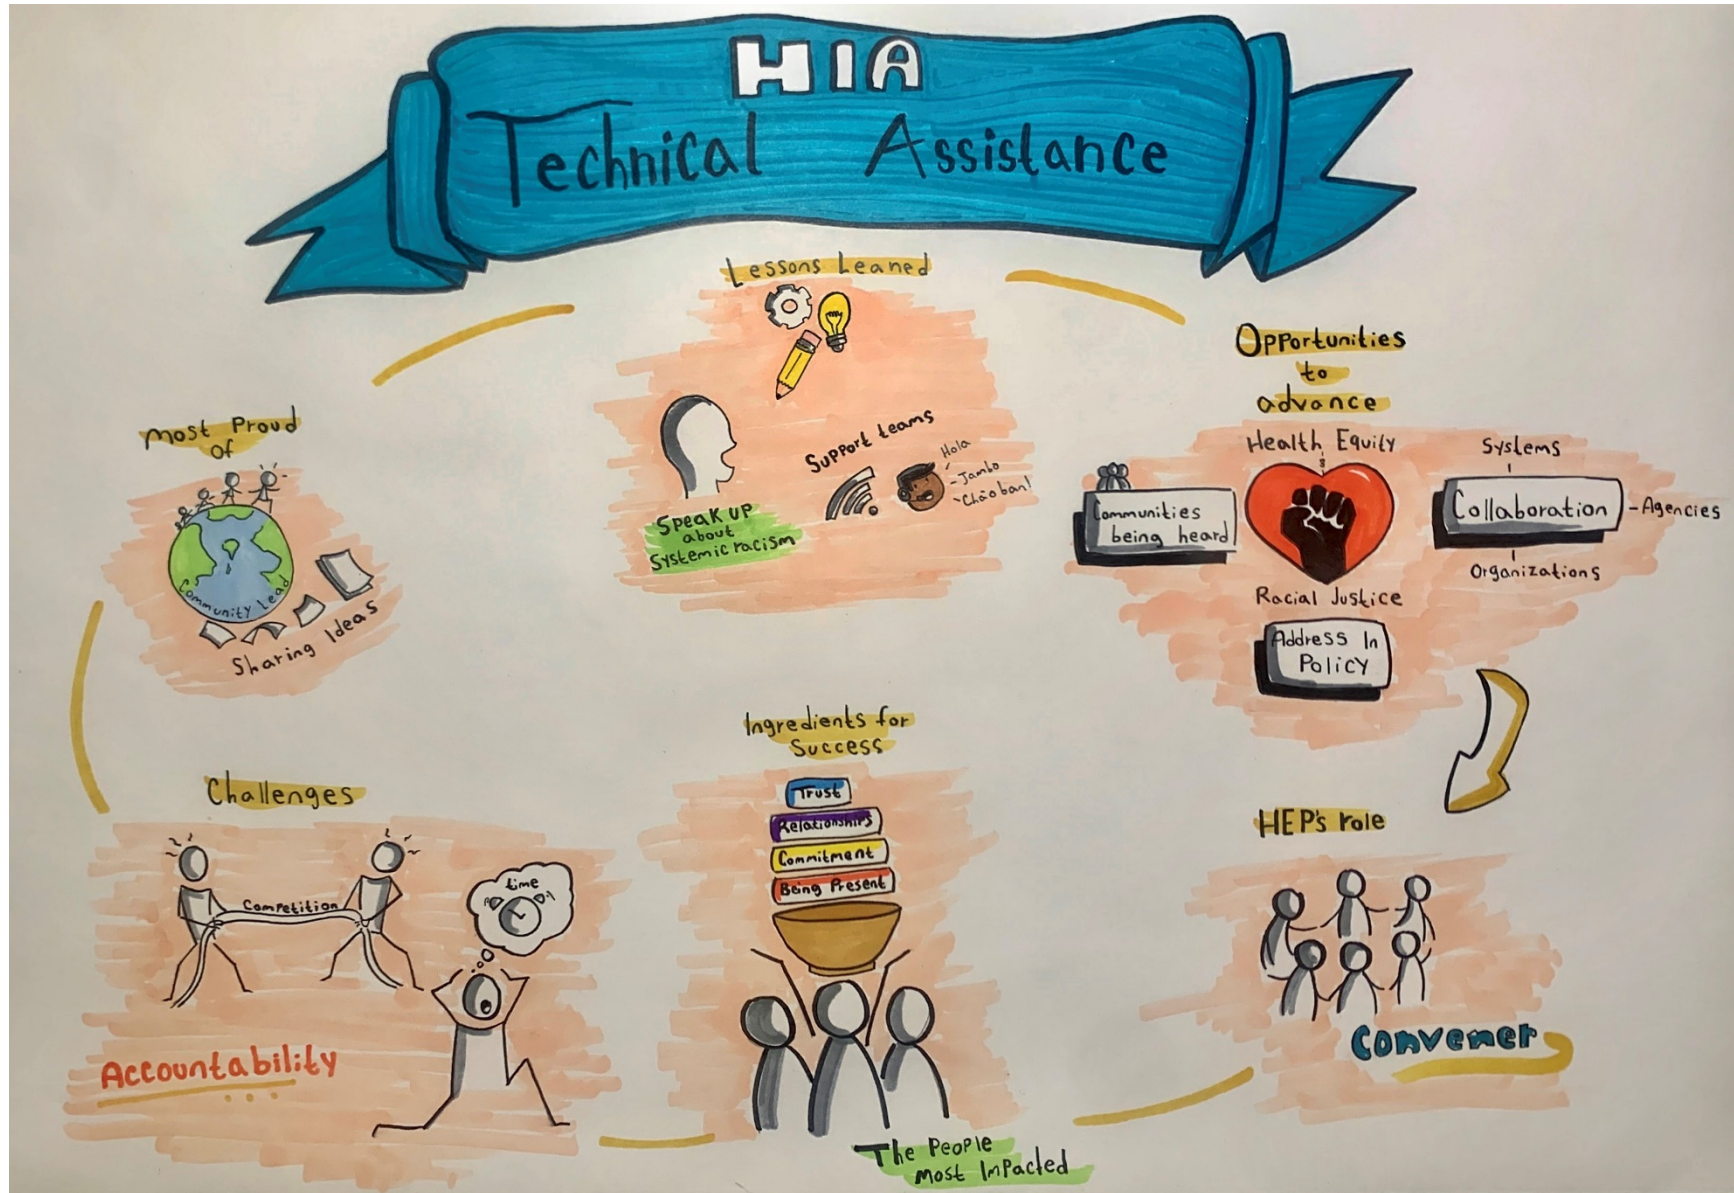 HIA
Technical Assistance
Lessons Leaned
Support teams
Hola
Jambo
Chào bạn!
Speak up
about
Systemic racism
Opportunities
to
advance
Health Equity
&
Racial Justice
Communities
being heard
Systems
Collaboration
Agencies
Organizations
Address In
Policy
Most Proud
of
Community Lead
Sharing Ideas
Challenges
Competition
time
Accountability
...
Ingredients for
Success
Trust
Relationships
Commitment
Being Present
The People
most Impacted
HEP's role
Convener